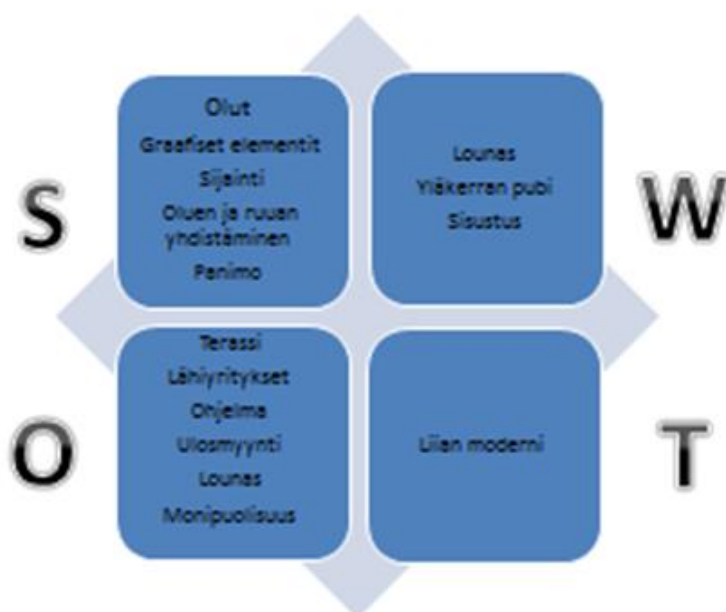 S
Olut
Graafiset elementit
Sijainti
Oluen ja ruuan
yhdistäminen
Panimo
W
Lounas
Yläkerran pubi
Sisustus
O
Terassi
Lähiyritykset
Ohjelma
Ulosmyynti
Lounas
Monipuolisuus
T
Liian moderni